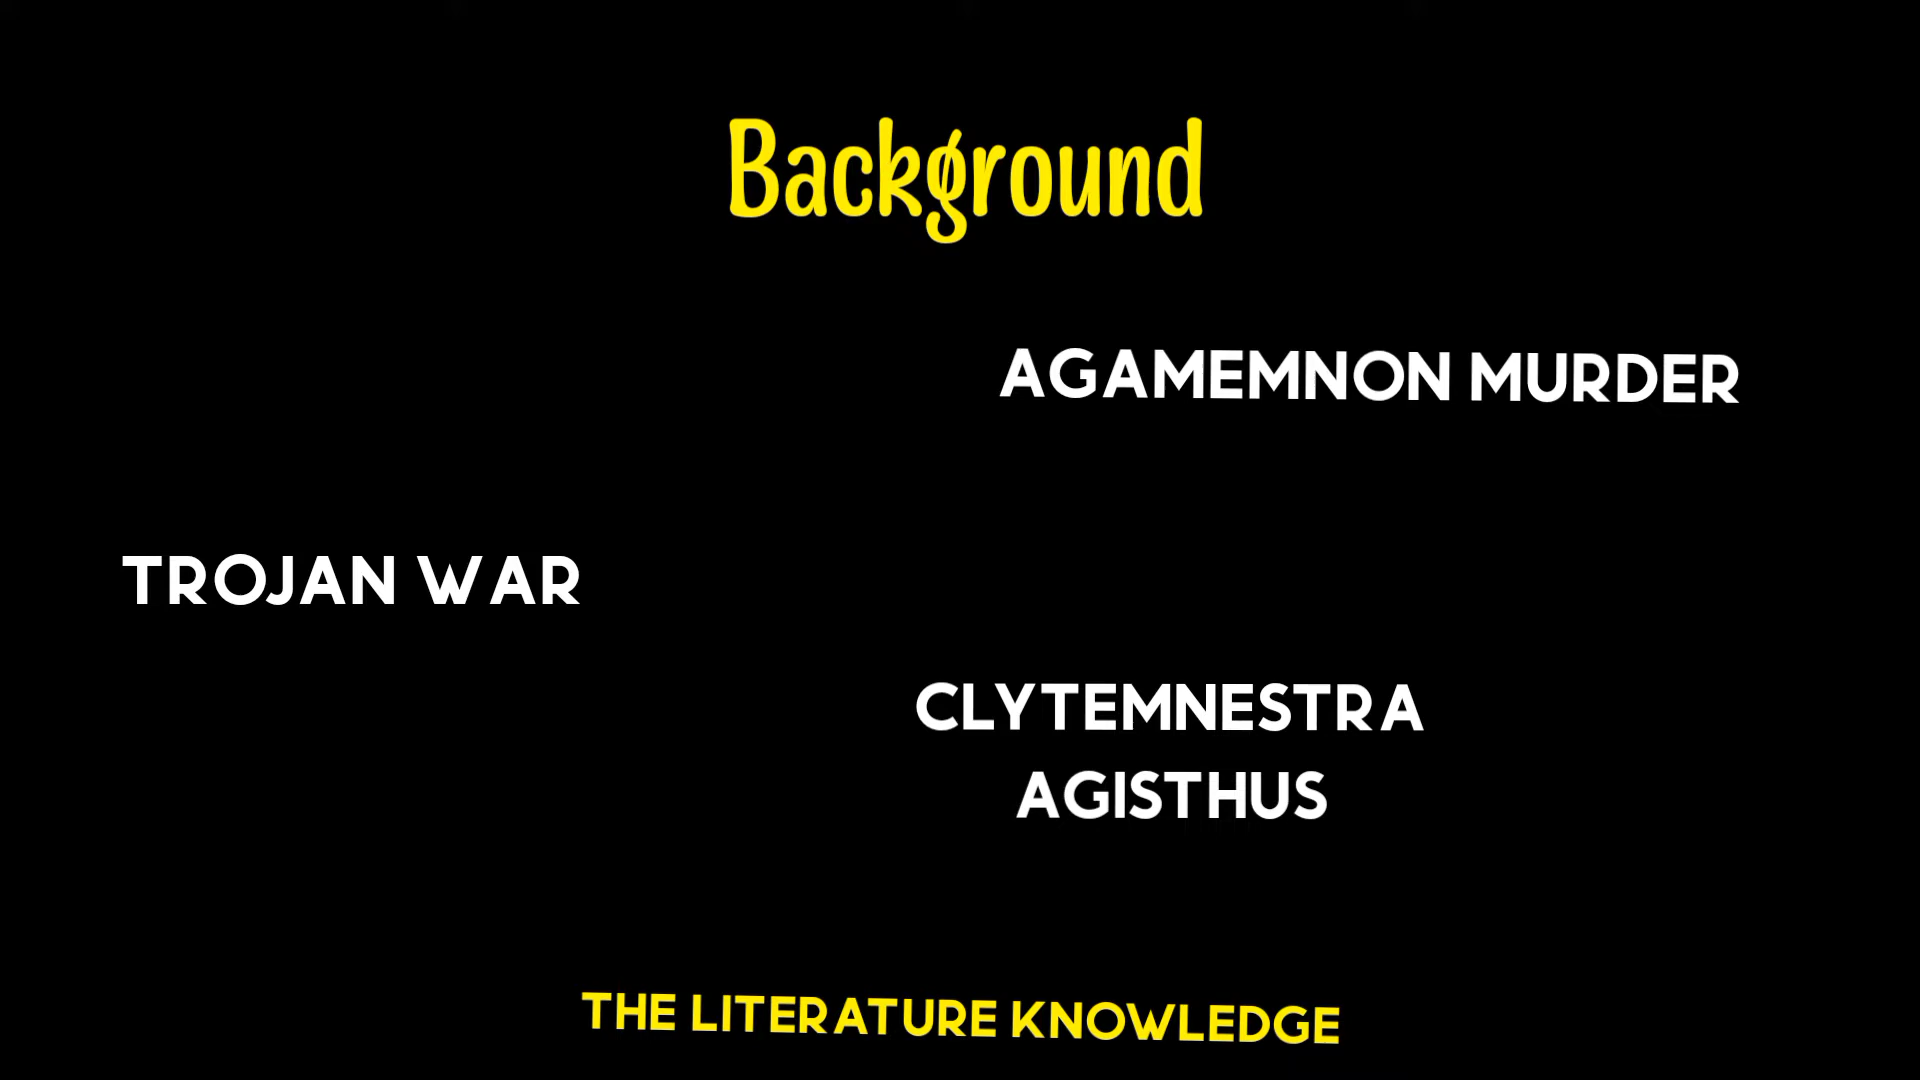 Background
AGAMEMNON MURDER
TROJAN WAR
CLYTEMNESTRA
AGISTHUS
THE LITERATURE KNOWLEDGE